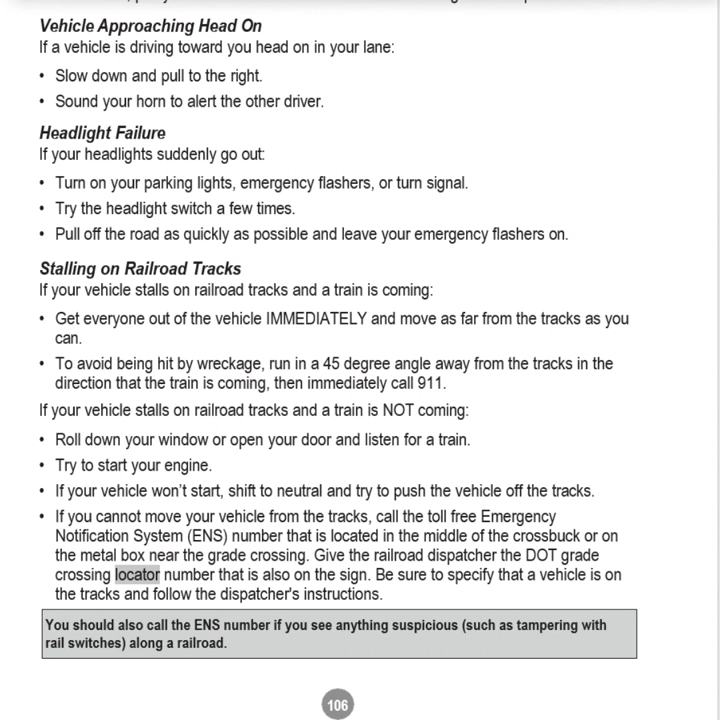 Vehicle Approaching Head On
If a vehicle is driving toward you head on in your lane:
• Slow down and pull to the right.
• Sound your horn to alert the other driver.
Headlight Failure
If your headlights suddenly go out:
• Turn on your parking lights, emergency flashers, or turn signal.
• Try the headlight switch a few times.
• Pull off the road as quickly as possible and leave your emergency flashers on.
Stalling on Railroad Tracks
If your vehicle stalls on railroad tracks and a train is coming:
• Get everyone out of the vehicle IMMEDIATELY and move as far from the tracks as you
can.
• To avoid being hit by wreckage, run in a 45 degree angle away from the tracks in the
direction that the train is coming, then immediately call 911.
If your vehicle stalls on railroad tracks and a train is NOT coming:
• Roll down your window or open your door and listen for a train.
• Try to start your engine.
• If your vehicle won’t start, shift to neutral and try to push the vehicle off the tracks.
• If you cannot move your vehicle from the tracks, call the toll free Emergency
Notification System (ENS) number that is located in the middle of the crossbuck or on
the metal box near the grade crossing. Give the railroad dispatcher the DOT grade
crossing locator number that is also on the sign. Be sure to specify that a vehicle is on
the tracks and follow the dispatcher's instructions.
You should also call the ENS number if you see anything suspicious (such as tampering with
rail switches) along a railroad.
106